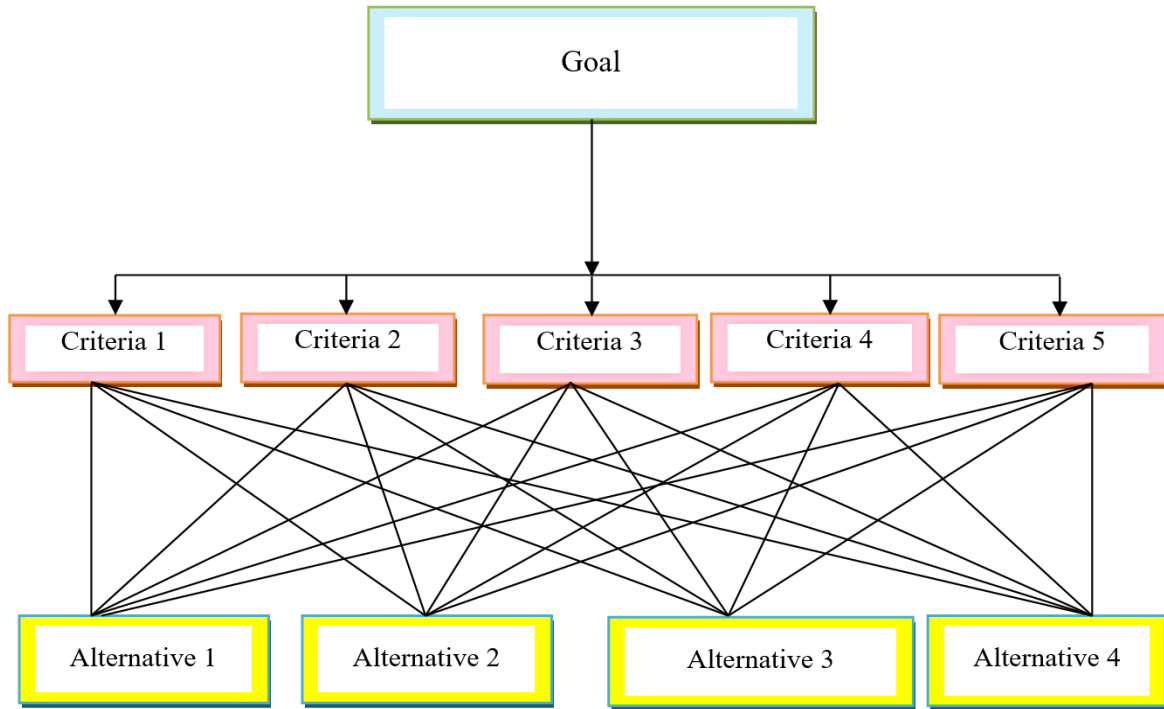 Goal
Criteria 1
Criteria 2
Criteria 3
Criteria 4
Criteria 5
Alternative 1
Alternative 2
Alternative 3
Alternative 4